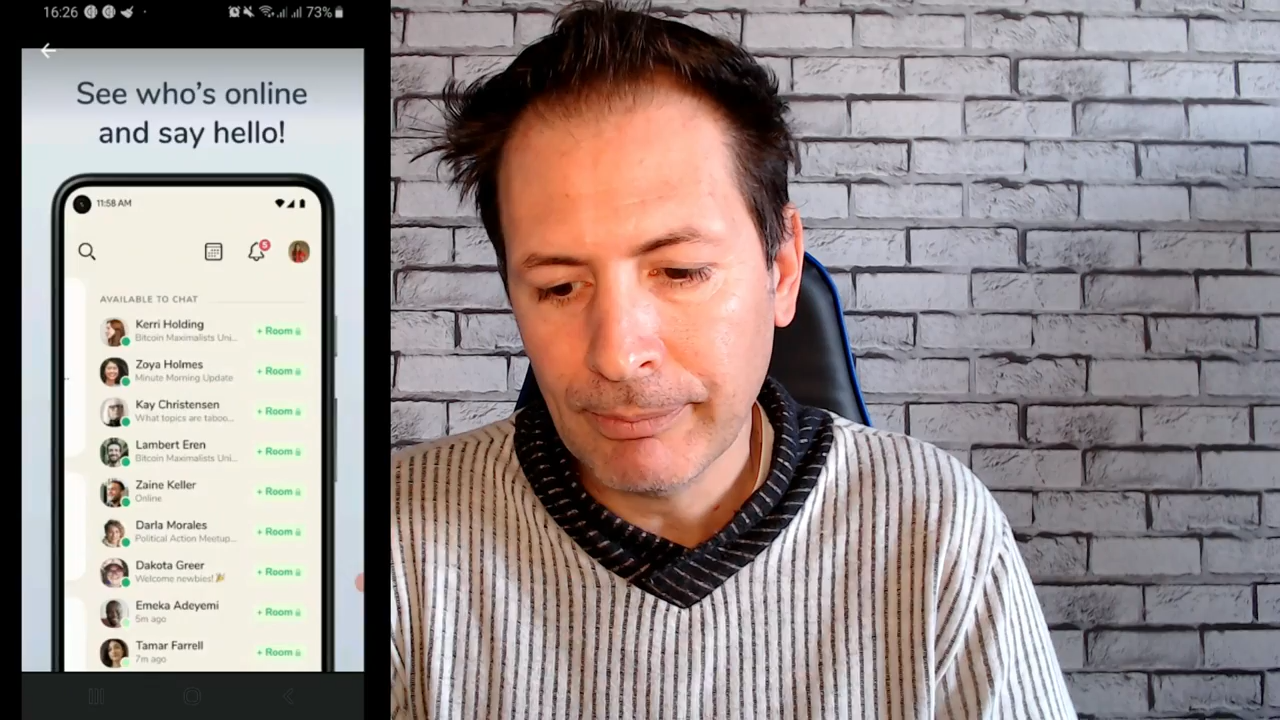 16:26
73%
See who's online
and say hello!
11:58 AM
5
AVAILABLE TO CHAT
Kerri Holding
Bitcoin Maximalists Uni...
+ Room
Zoya Holmes
Minute Morning Update
+ Room
Kay Christensen
What topics are taboo...
+ Room
Lambert Eren
Bitcoin Maximalists Uni...
+ Room
Zaine Keller
Online
+ Room
Darla Morales
Political Action Meetup...
+ Room
Dakota Greer
Welcome newbies! 🎉
+ Room
Emeka Adeyemi
5m ago
+ Room
Tamar Farrell
7m ago
+ Room